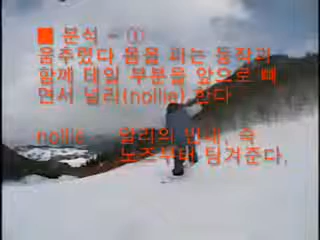 ■ 분석 - ①
움추렸다 몸을 펴는 동작과
함께 테일 부분을 앞으로 빼
면서 널리(nollie) 한다
nollie 알리의 반대, 즉
노즈부터 튕겨준다.